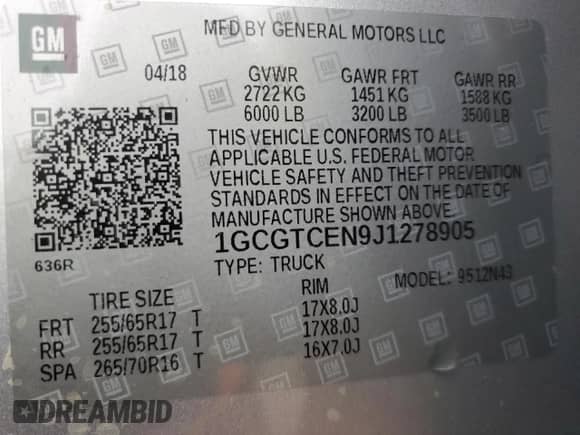 GM
MFD BY GENERAL MOTORS LLC
04/18 GVWR GAWR FRT GAWR RR
2722 KG 1451 KG 1588 KG
6000 LB 3200 LB 3500 LB
THIS VEHICLE CONFORMS TO ALL
APPLICABLE U.S. FEDERAL MOTOR
VEHICLE SAFETY AND THEFT PREVENTION
STANDARDS IN EFFECT ON THE DATE OF
MANUFACTURE SHOWN ABOVE.
1GCGTCEN9J1278905
636R
TYPE: TRUCK MODEL: 9512N43
TIRE SIZE RIM
FRT 255/65R17 T 17X8.0J
RR 255/65R17 T 17X8.0J
SPA 265/70R16 T 16X7.0J
DREAMBID